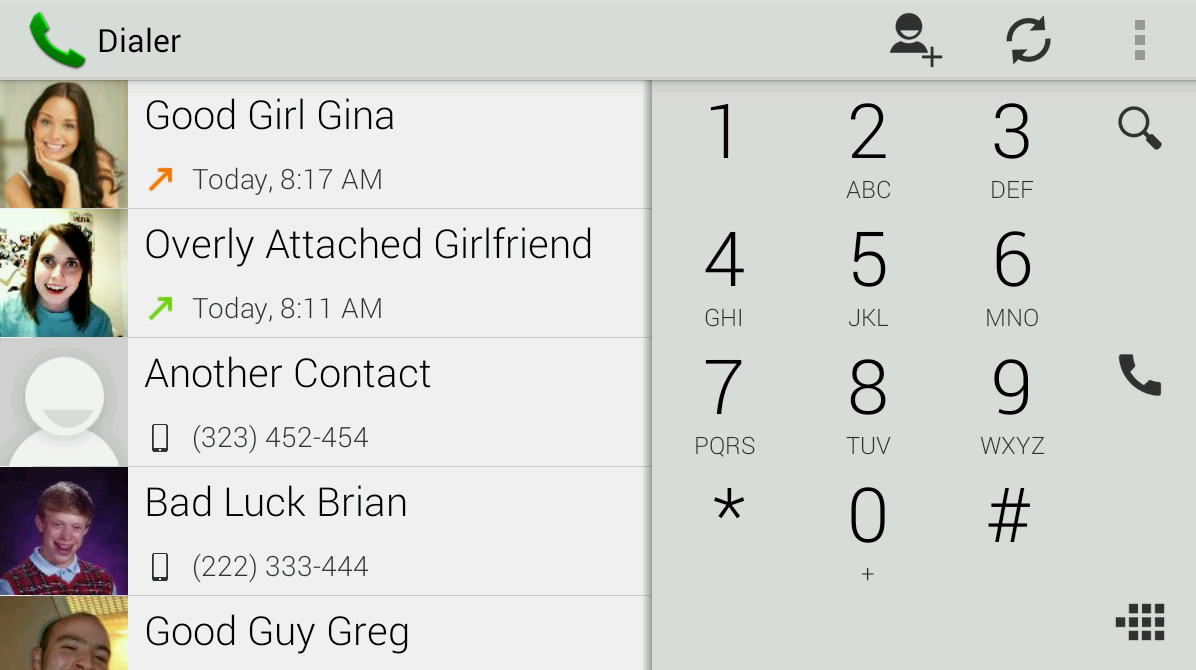 Dialer
Good Girl Gina
Today, 8:17 AM
Overly Attached Girlfriend
Today, 8:11 AM
Another Contact
(323) 452-454
Bad Luck Brian
(222) 333-444
Good Guy Greg
1 2 3
ABC DEF
4 5 6
GHI JKL MNO
7 8 9
PQRS TUV WXYZ
* 0 #
+